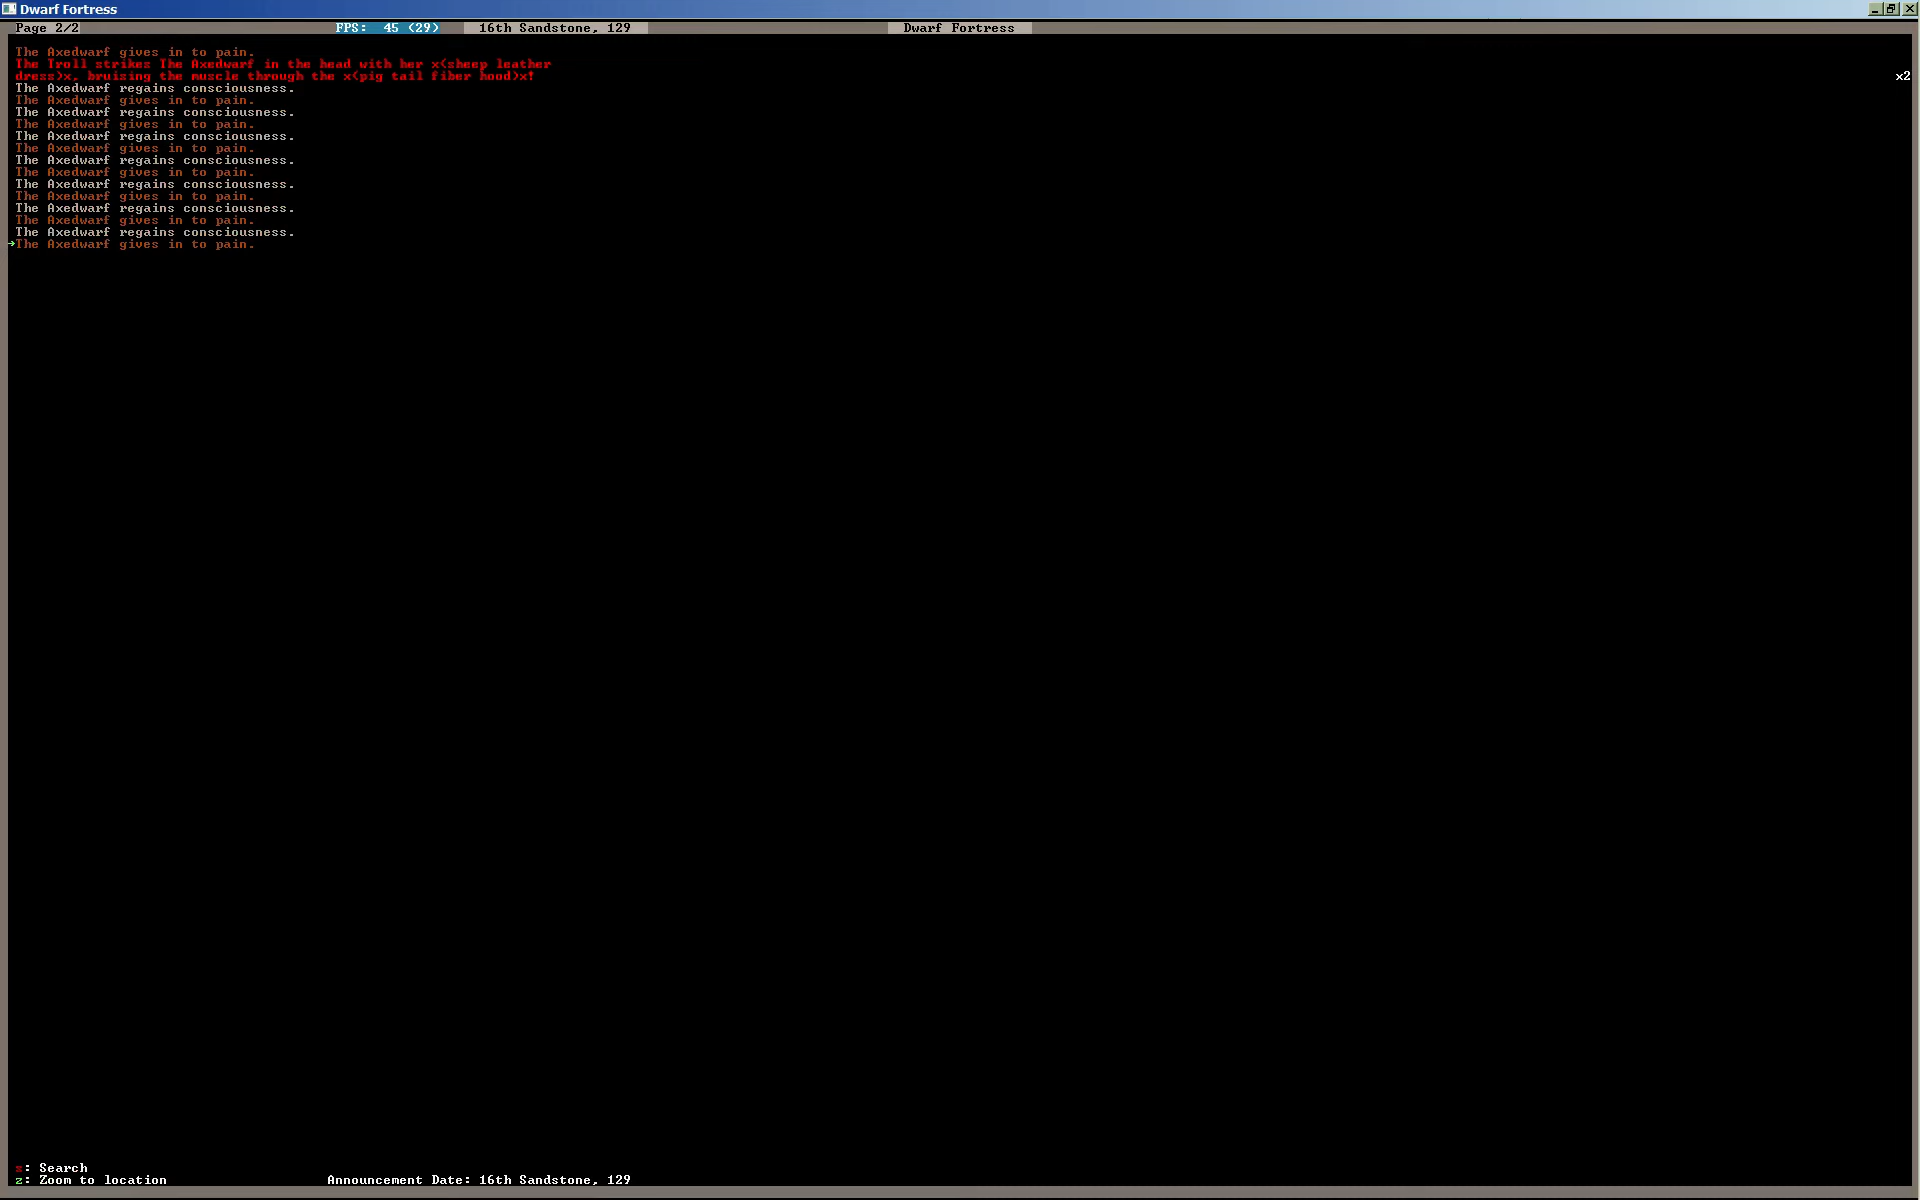 Dwarf Fortress
Page 2/2 FPS: 45 (29) 16th Sandstone, 129 Dwarf Fortress
The Axedwarf gives in to pain.
The Troll strikes The Axedwarf in the head with her x(sheep leather
dress)x, bruising the muscle through the x(pig tail fiber hood)x! x2
The Axedwarf regains consciousness.
The Axedwarf gives in to pain.
The Axedwarf regains consciousness.
The Axedwarf gives in to pain.
The Axedwarf regains consciousness.
The Axedwarf gives in to pain.
The Axedwarf regains consciousness.
The Axedwarf gives in to pain.
The Axedwarf regains consciousness.
The Axedwarf gives in to pain.
The Axedwarf regains consciousness.
The Axedwarf gives in to pain.
The Axedwarf regains consciousness.
→The Axedwarf gives in to pain.
s: Search
z: Zoom to location Announcement Date: 16th Sandstone, 129